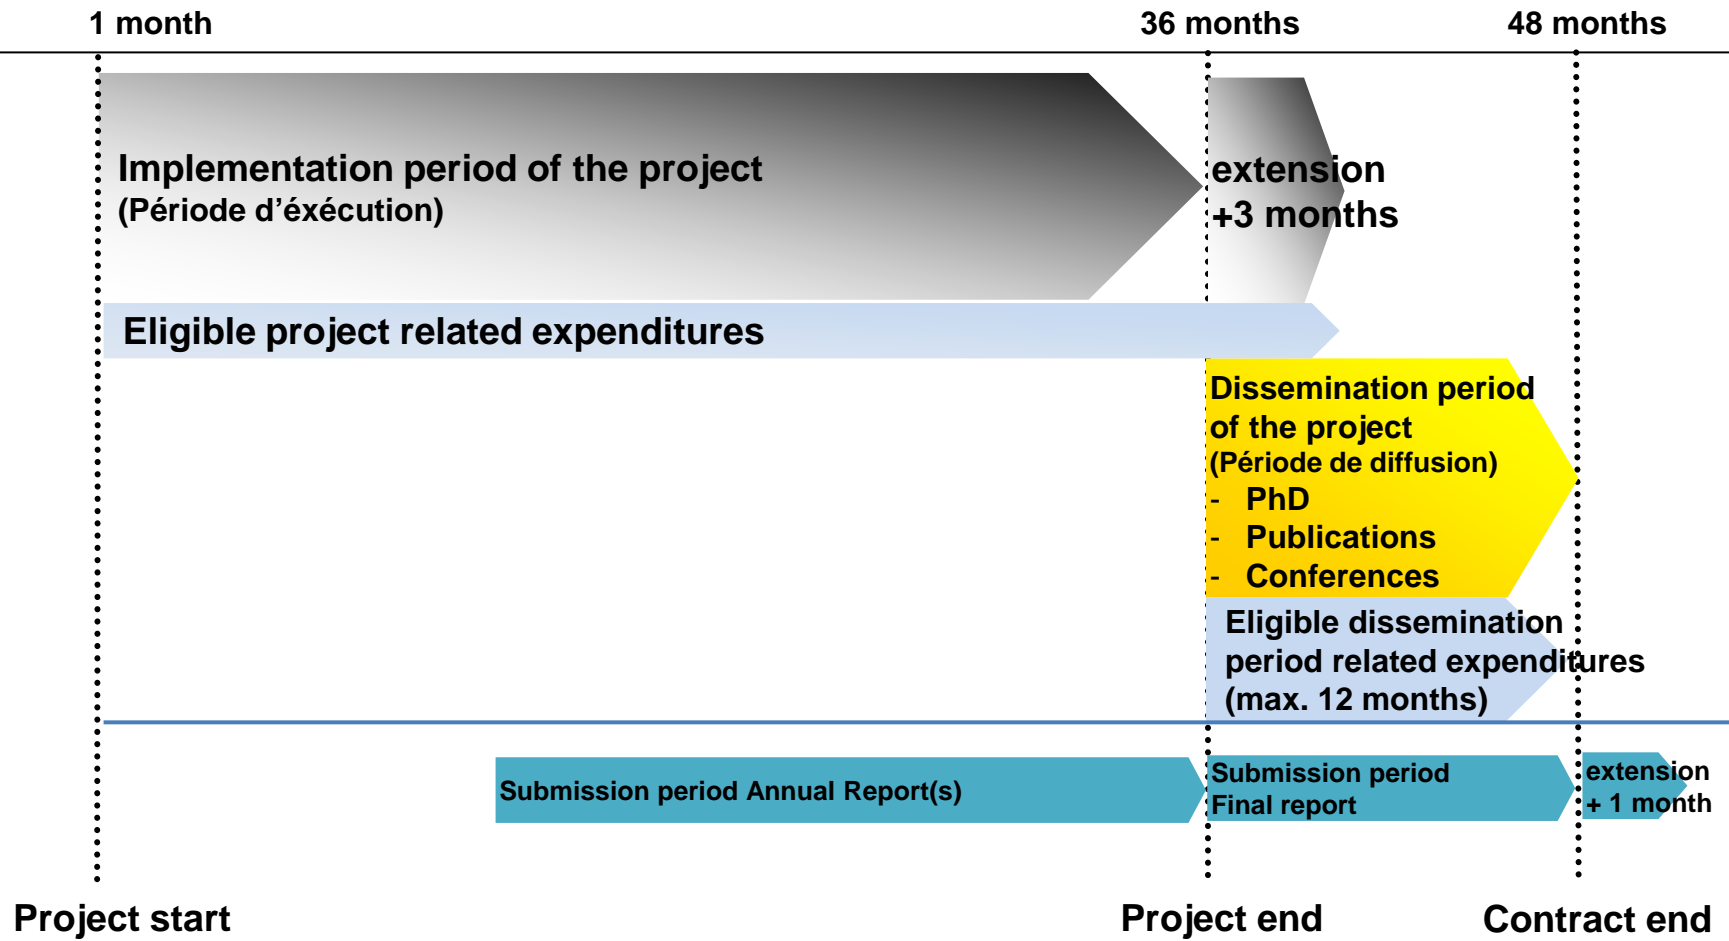 1 month
36 months
48 months
Implementation period of the project
(Période d’éxécution)
extension
+3 months
Eligible project related expenditures
Dissemination period
of the project
(Période de diffusion)
- PhD
- Publications
- Conferences
Eligible dissemination
period related expenditures
(max. 12 months)
Submission period Annual Report(s)
Submission period
Final report
extension
+ 1 month
Project start
Project end
Contract end